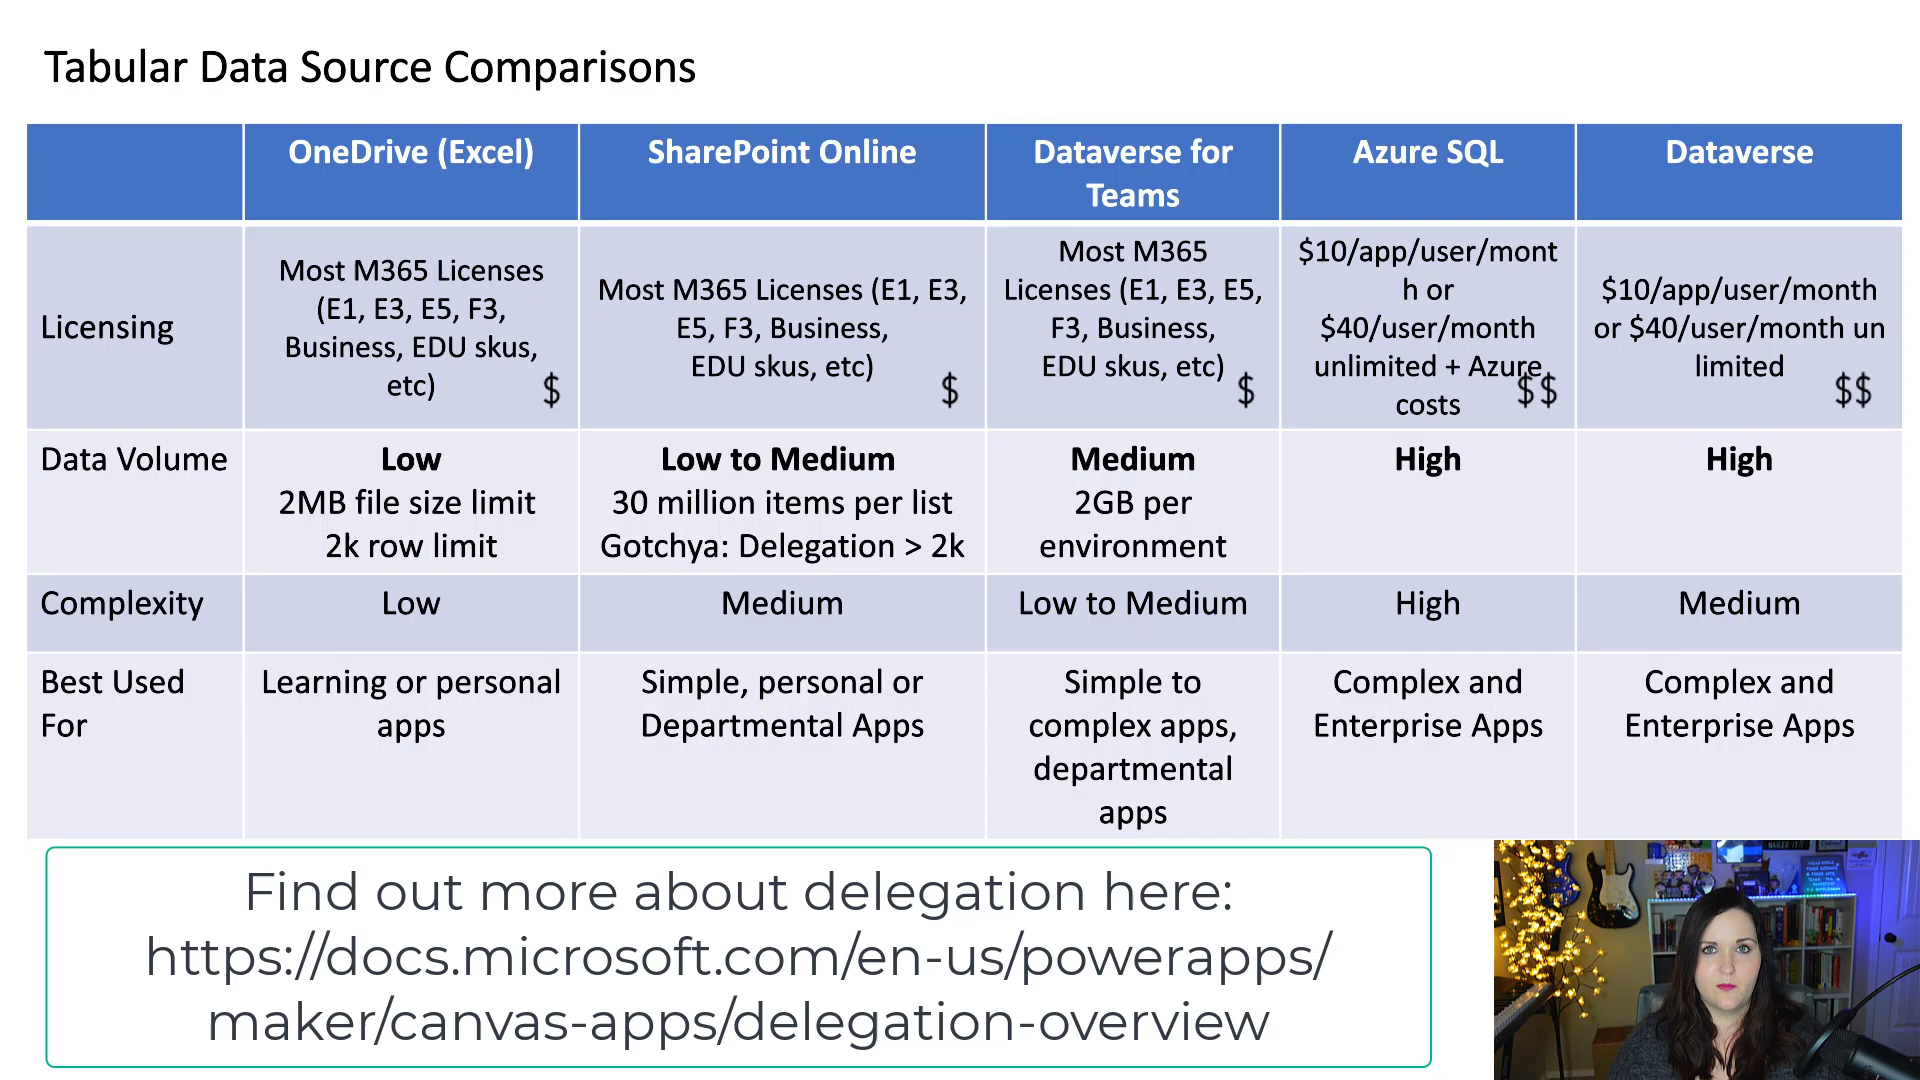 Tabular Data Source Comparisons
OneDrive (Excel)
SharePoint Online
Dataverse for
Teams
Azure SQL
Dataverse
Licensing
Most M365 Licenses
(E1, E3, E5, F3,
Business, EDU skus,
etc)
$
Most M365 Licenses (E1, E3,
E5, F3, Business,
EDU skus, etc)
$
Most M365
Licenses (E1, E3, E5,
F3, Business,
EDU skus, etc)
$
$10/app/user/mont
h or
$40/user/month
unlimited + Azure
costs
$$
$10/app/user/month
or $40/user/month un
limited
$$
Data Volume
Low
2MB file size limit
2k row limit
Low to Medium
30 million items per list
Gotchya: Delegation > 2k
Medium
2GB per
environment
High
High
Complexity
Low
Medium
Low to Medium
High
Medium
Best Used
For
Learning or personal
apps
Simple, personal or
Departmental Apps
Simple to
complex apps,
departmental
apps
Complex and
Enterprise Apps
Complex and
Enterprise Apps
Find out more about delegation here:
https://docs.microsoft.com/en-us/powerapps/
maker/canvas-apps/delegation-overview